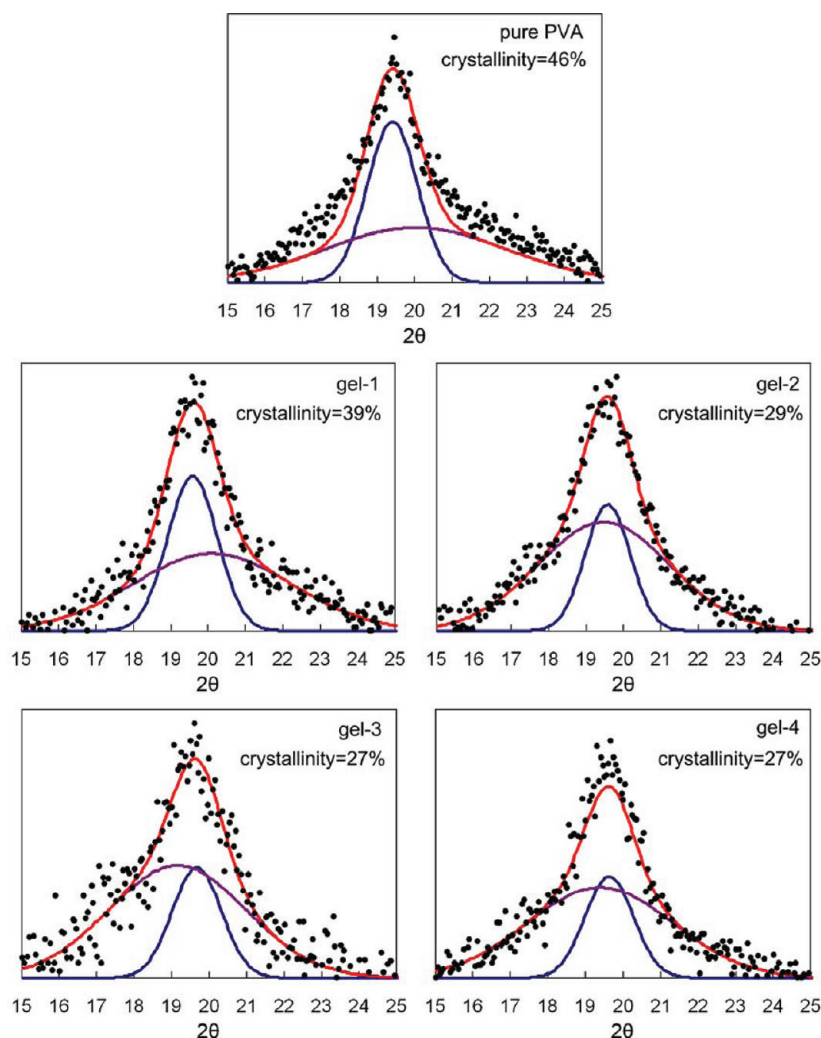 pure PVA
crystallinity=46%
15 16 17 18 19 20 21 22 23 24 25
2θ
gel-1
crystallinity=39%
15 16 17 18 19 20 21 22 23 24 25
2θ
gel-2
crystallinity=29%
15 16 17 18 19 20 21 22 23 24 25
2θ
gel-3
crystallinity=27%
15 16 17 18 19 20 21 22 23 24 25
2θ
gel-4
crystallinity=27%
15 16 17 18 19 20 21 22 23 24 25
2θ